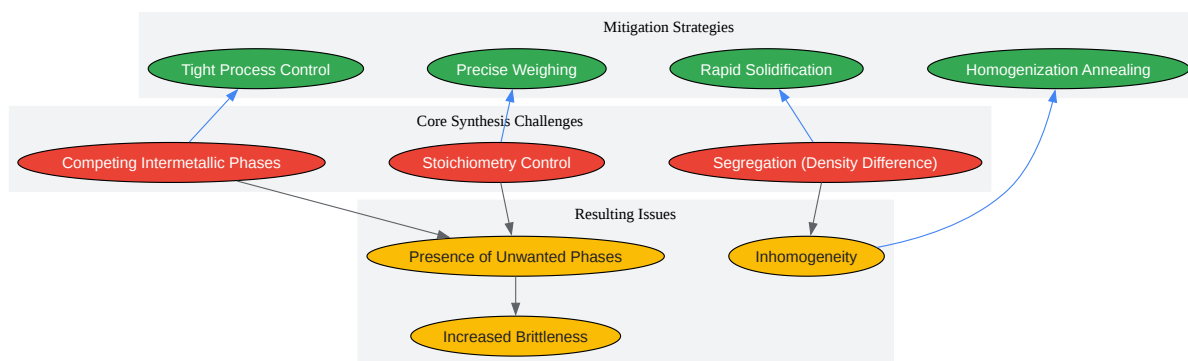 Mitigation Strategies
Tight Process Control
Precise Weighing
Rapid Solidification
Homogenization Annealing
Core Synthesis Challenges
Competing Intermetallic Phases
Stoichiometry Control
Segregation (Density Difference)
Resulting Issues
Presence of Unwanted Phases
Inhomogeneity
Increased Brittleness